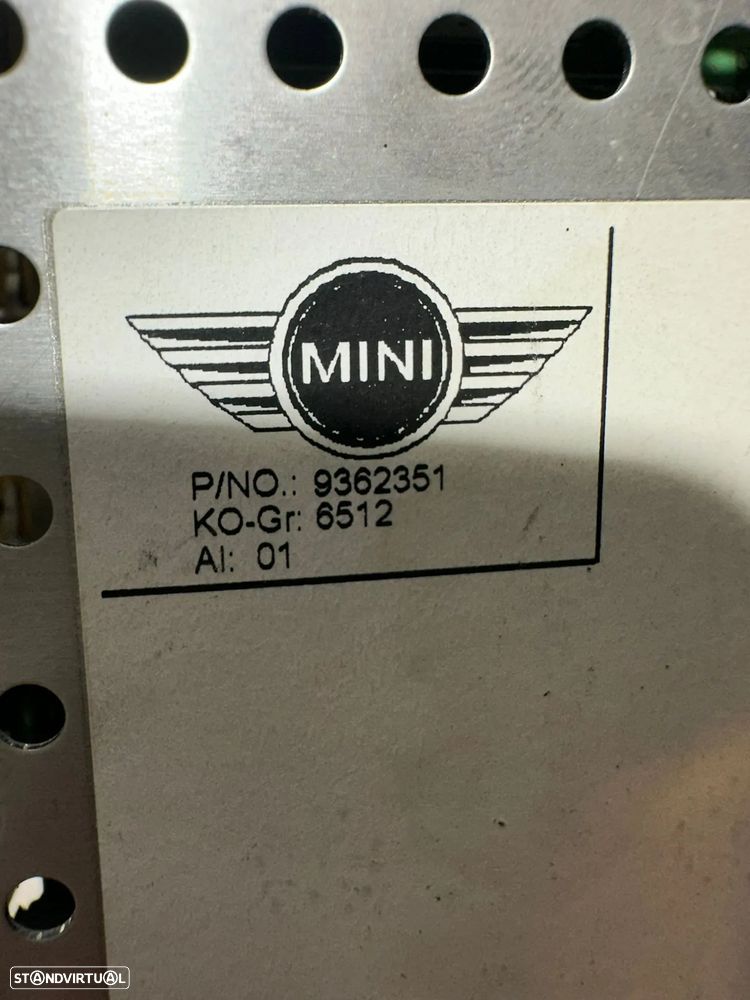 MINI
P/NO.: 9362351
KO-Gr: 6512
AI: 01
STANDVIRTUAL